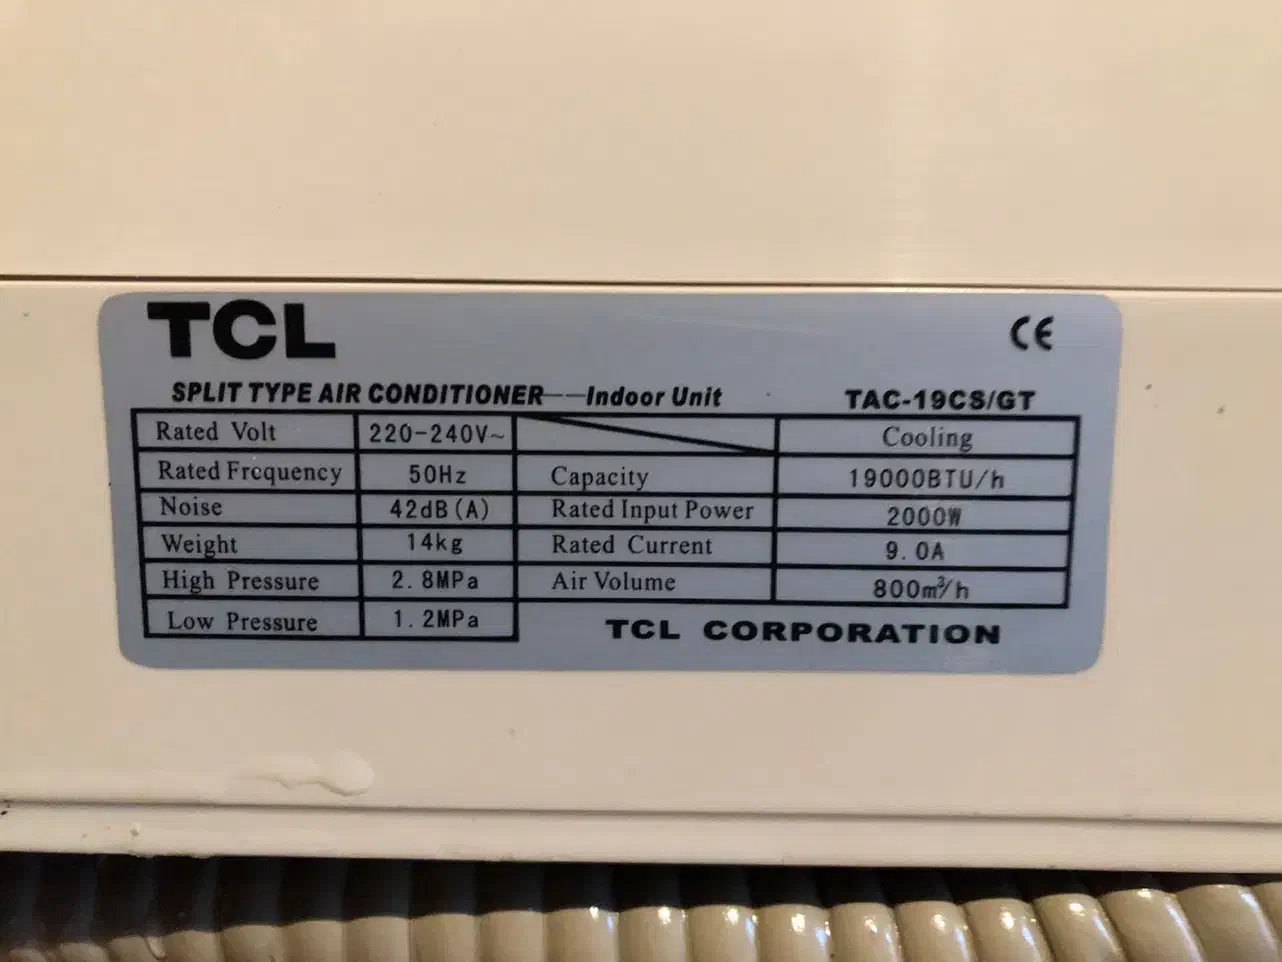 TCL
CE
SPLIT TYPE AIR CONDITIONER——Indoor Unit TAC-19CS/GT
Rated Volt 220-240V~ Cooling
Rated Frequency 50Hz Capacity 19000BTU/h
Noise 42dB(A) Rated Input Power 2000W
Weight 14kg Rated Current 9.0A
High Pressure 2.8MPa Air Volume 800m³/h
Low Pressure 1.2MPa
TCL CORPORATION